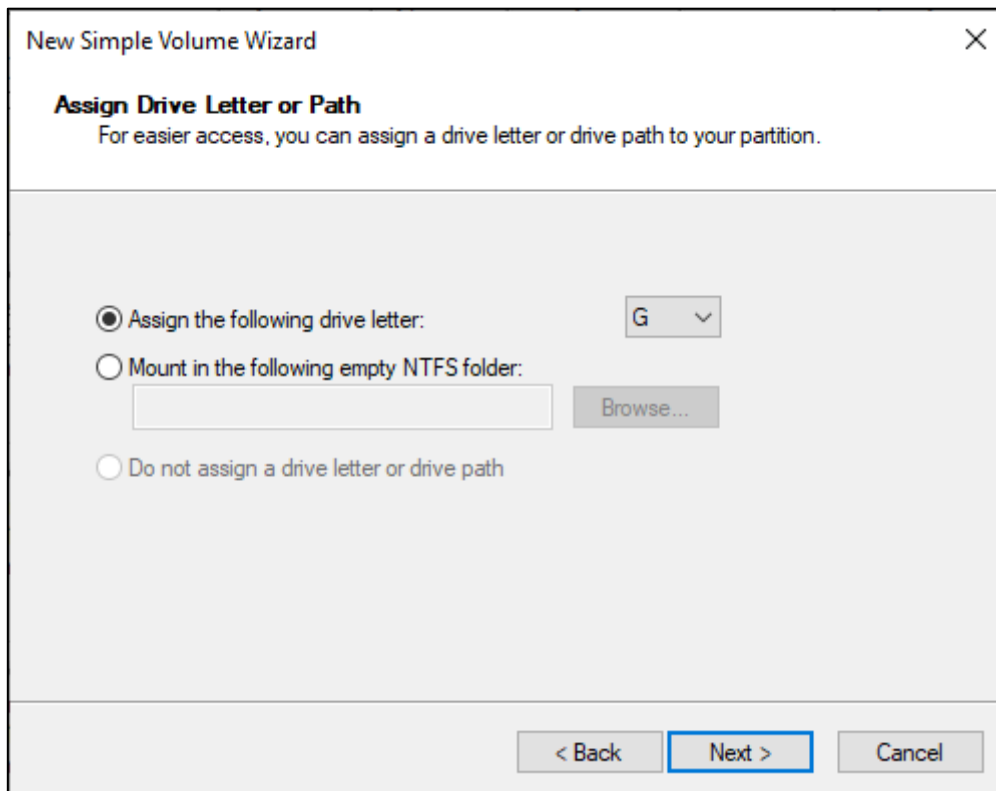 New Simple Volume Wizard
Assign Drive Letter or Path
For easier access, you can assign a drive letter or drive path to your partition.
Assign the following drive letter: G
Mount in the following empty NTFS folder:
Browse...
Do not assign a drive letter or drive path
< Back Next > Cancel